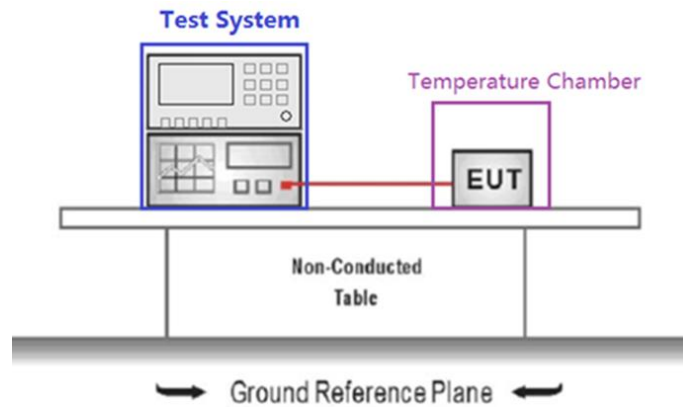 Test System
Temperature Chamber
EUT
Non-Conducted
Table
Ground Reference Plane